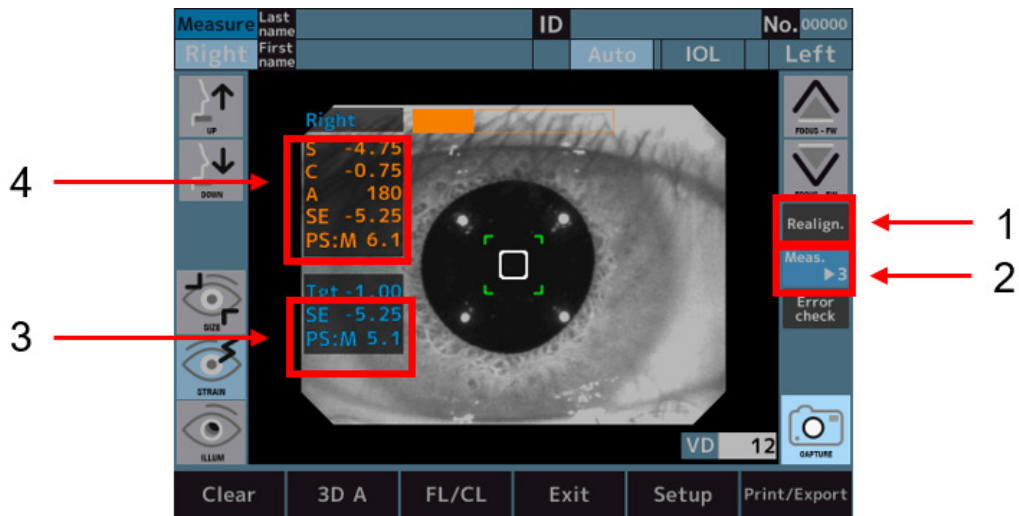 Measure Last name ID No. 00000
Right First name Auto IOL Left
UP
DOWN
SIZE
STRAIN
ILLUM
Right
S -4.75
C -0.75
A 180
SE -5.25
PS:M 6.1
Tgt -1.00
SE -5.25
PS:M 5.1
FOCUS - FW
FOCUS - FW
Realign.
Meas.
▶3
Error
check
CAPTURE
VD 12
Clear 3D A FL/CL Exit Setup Print/Export
4
3
1
2